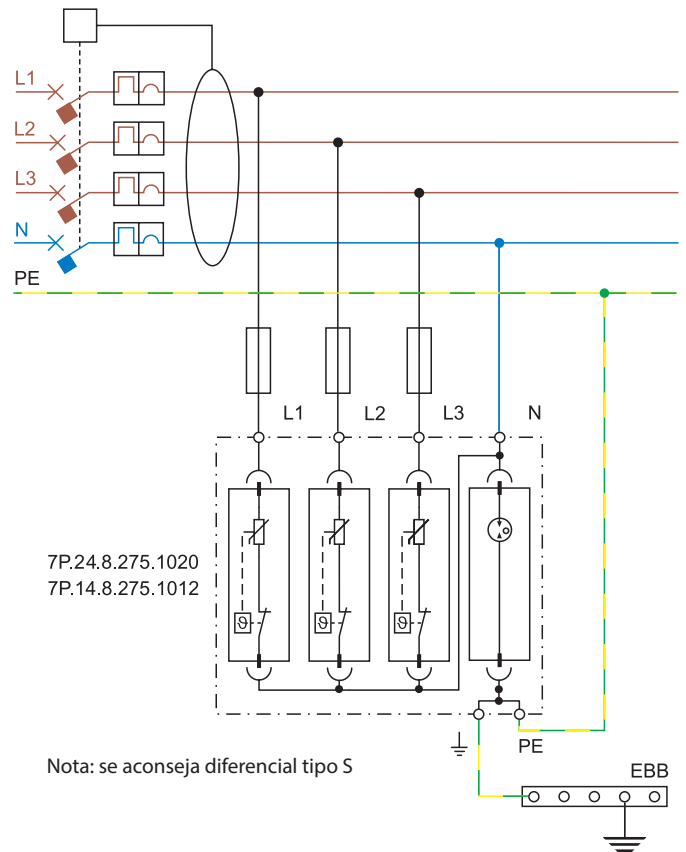 L1
L2
L3
N
PE
L1 L2 L3 N
7P.24.8.275.1020
7P.14.8.275.1012
ϑ ϑ ϑ
PE
Nota: se aconseja diferencial tipo S
EBB